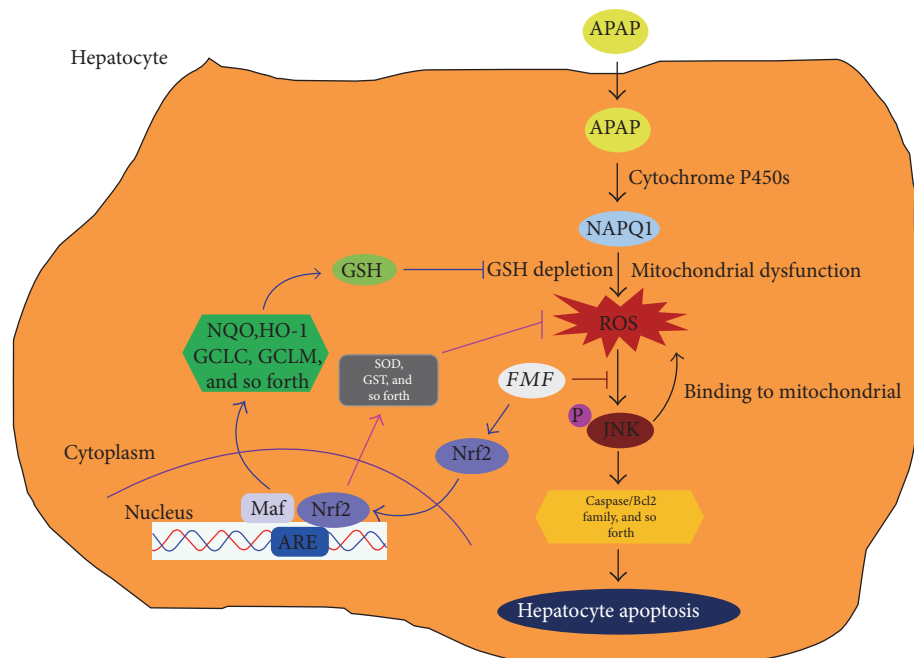 APAP
Hepatocyte
APAP
Cytochrome P450s
NAPQ1
GSH
GSH depletion
Mitochondrial dysfunction
NQO,HO-1
GCLC, GCLM,
and so forth
ROS
SOD,
GST, and
so forth
FMF
Binding to mitochondrial
P
JNK
Nrf2
Cytoplasm
Maf
Nrf2
Nucleus
ARE
Caspase/Bcl2
family, and so
forth
Hepatocyte apoptosis